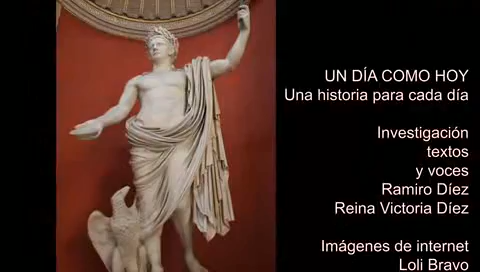 UN DÍA COMO HOY
Una historia para cada día
Investigación
textos
y voces
Ramiro Díez
Reina Victoria Díez
Imágenes de internet
Loli Bravo